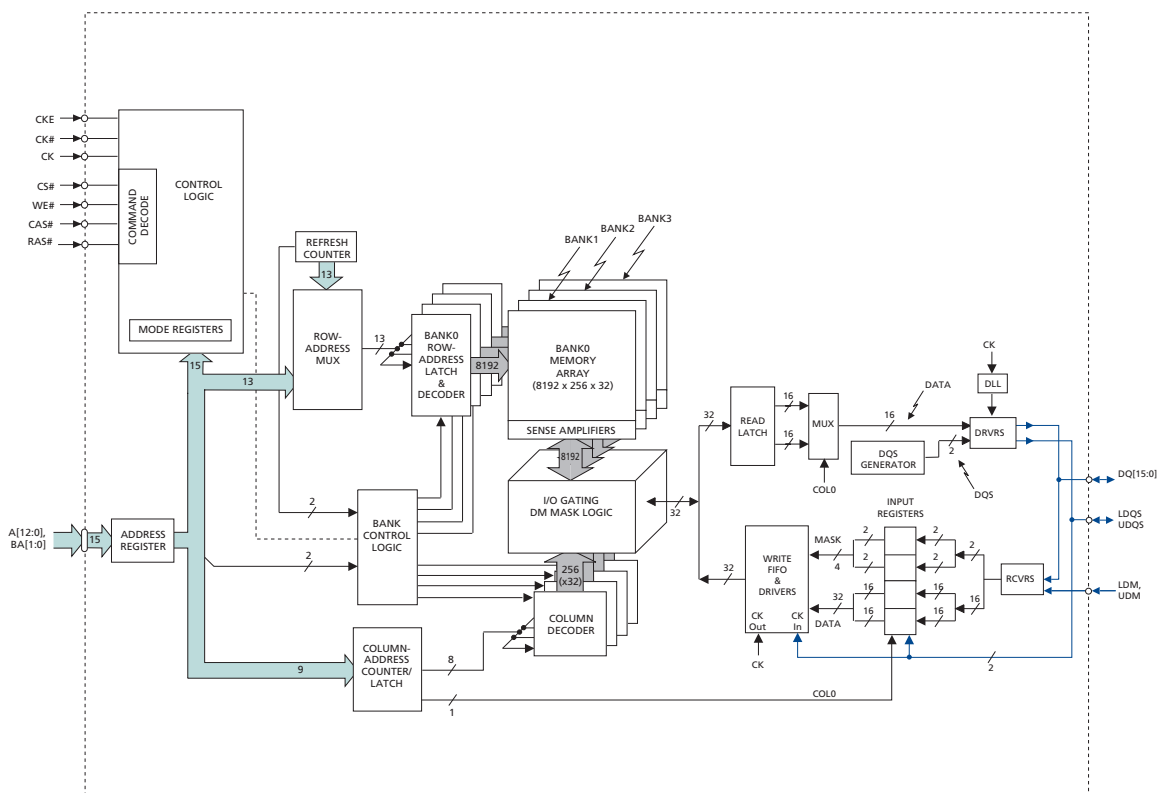 CKE
CK#
CK
CS#
WE#
CAS#
RAS#
COMMAND
DECODE
CONTROL
LOGIC
MODE REGISTERS
15
REFRESH
COUNTER
13
ROW-
ADDRESS
MUX
13
13
BANK0
ROW-
ADDRESS
LATCH
&
DECODER
8192
BANK1
BANK2
BANK3
BANK0
MEMORY
ARRAY
(8192 x 256 x 32)
SENSE AMPLIFIERS
8192
I/O GATING
DM MASK LOGIC
32
A[12:0],
BA[1:0]
15
ADDRESS
REGISTER
2
2
BANK
CONTROL
LOGIC
256
(x32)
COLUMN
DECODER
9
COLUMN-
ADDRESS
COUNTER/
LATCH
8
1
COL0
32
READ
LATCH
16
16
MUX
COL0
16
DATA
DQS
GENERATOR
2
DQS
CK
DLL
DRVRS
DQ[15:0]
LDQS
UDQS
LDM,
UDM
INPUT
REGISTERS
32
WRITE
FIFO
&
DRIVERS
CK
Out
CK
In
CK
MASK
4
32
DATA
2
2
16
16
2
2
16
16
2
16
RCVRS
2